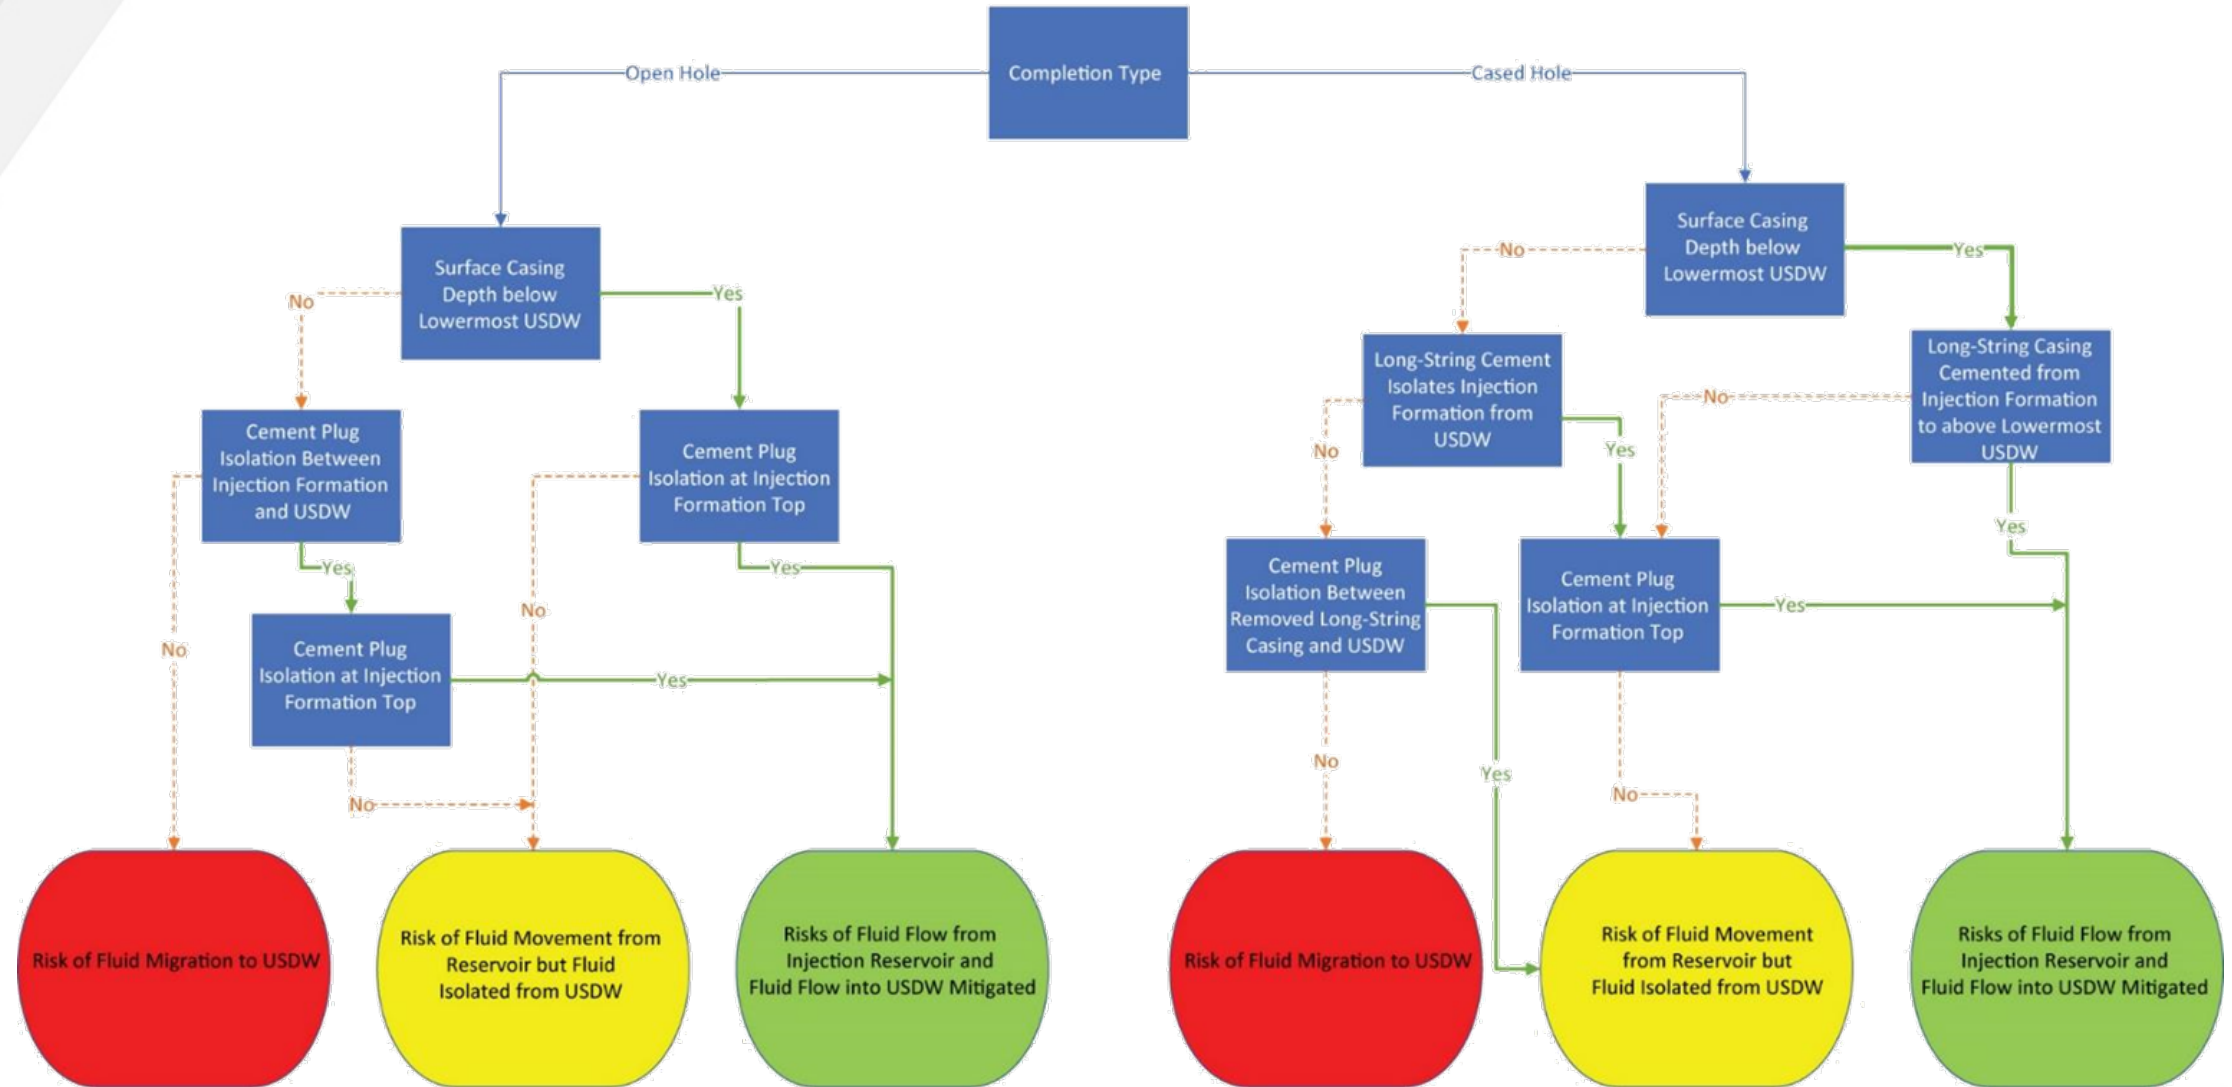 Completion Type
Open Hole
Cased Hole
Surface Casing
Depth below
Lowermost USDW
No
Yes
Cement Plug
Isolation Between
Injection Formation
and USDW
Cement Plug
Isolation at Injection
Formation Top
No
Yes
No
Yes
Cement Plug
Isolation at Injection
Formation Top
Yes
No
Risk of Fluid Migration to USDW
Risk of Fluid Movement from
Reservoir but Fluid
Isolated from USDW
Risks of Fluid Flow from
Injection Reservoir and
Fluid Flow into USDW Mitigated
Surface Casing
Depth below
Lowermost USDW
No
Yes
Long-String Cement
Isolates Injection
Formation from
USDW
Long-String Casing
Cemented from
Injection Formation
to above Lowermost
USDW
No
Yes
No
Yes
Cement Plug
Isolation Between
Removed Long-String
Casing and USDW
Cement Plug
Isolation at Injection
Formation Top
Yes
No
Yes
No
Risk of Fluid Migration to USDW
Risk of Fluid Movement
from Reservoir but
Fluid Isolated from USDW
Risks of Fluid Flow from
Injection Reservoir and
Fluid Flow into USDW Mitigated